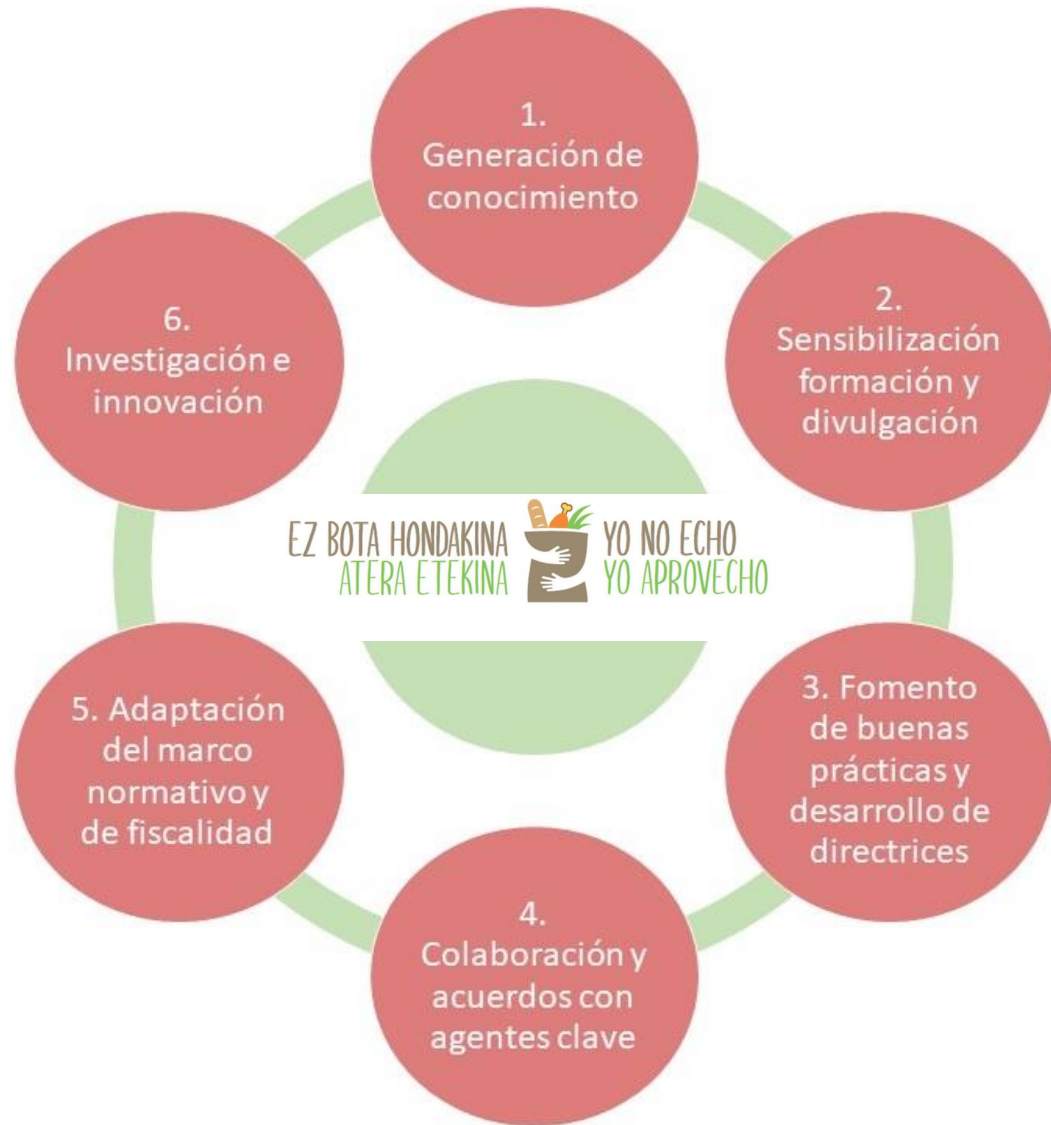 1.
Generación de
conocimiento
2.
Sensibilización
formación y
divulgación
3. Fomento
de buenas
prácticas y
desarrollo de
directrices
4.
Colaboración y
acuerdos con
agentes clave
5. Adaptación
del marco
normativo y
de fiscalidad
6.
Investigación e
innovación
EZ BOTA HONDAKINA
ATERA ETEKINA
YO NO ECHO
YO APROVECHO